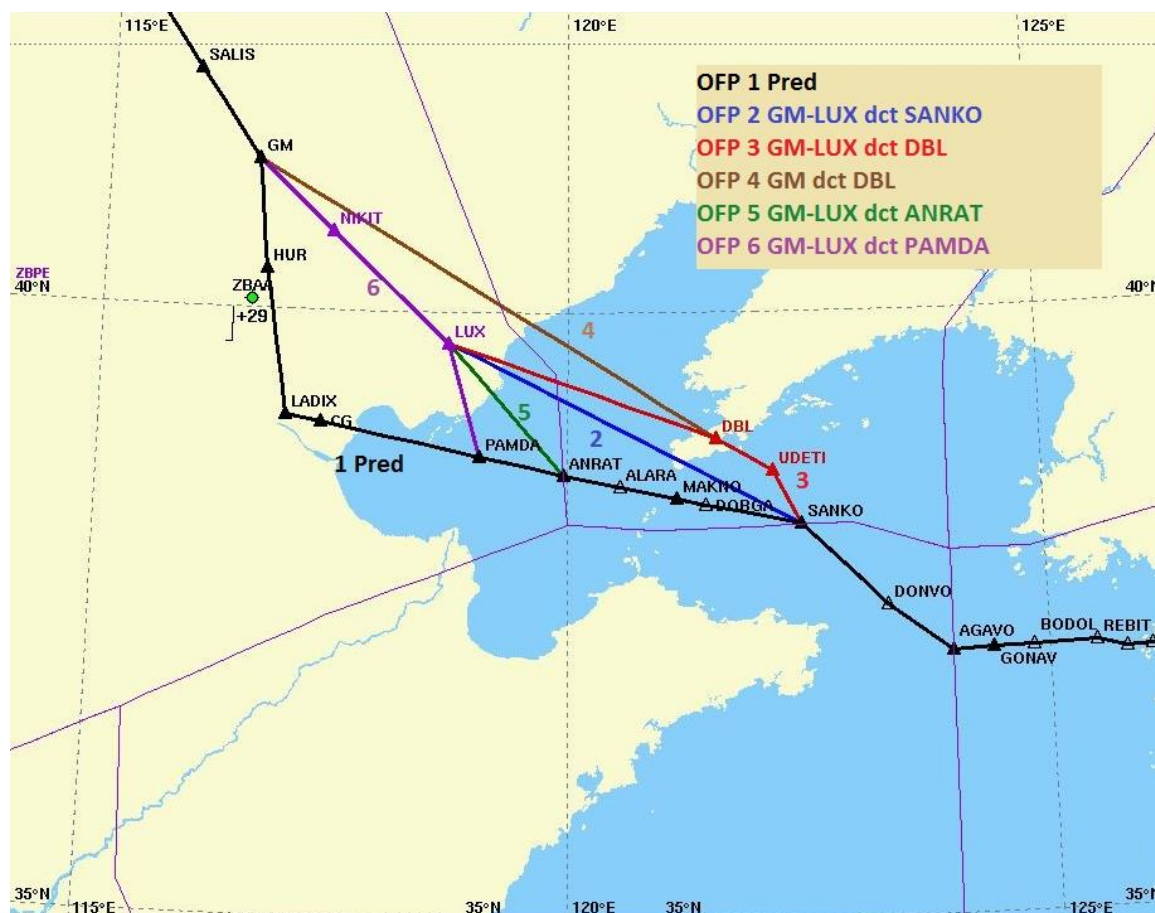 115°E
120°E
125°E
SALIS
OFP 1 Pred
OFP 2 GM-LUX dct SANKO
OFP 3 GM-LUX dct DBL
OFP 4 GM dct DBL
OFP 5 GM-LUX dct ANRAT
OFP 6 GM-LUX dct PAMDA
GM
NIKIT
HUR
ZBPE
40°N
ZBAA
6
40°N
+29
4
LUX
LADIX
CG
5
2
DBL
1 Pred
PAMDA
ANRAT
UDETI
ALARA
MAKNO
3
DOBGA
SANKO
DONVO
AGAVO
BODOL
REBIT
GONAV
35°N
115°E
35°N
120°E
35°N
125°E
35°N